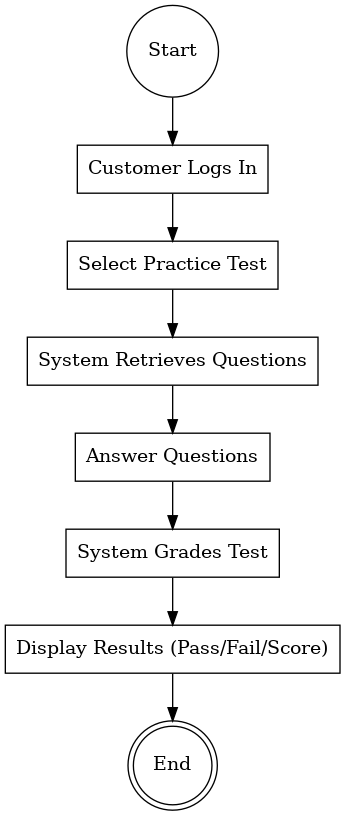 Start
Customer Logs In
Select Practice Test
System Retrieves Questions
Answer Questions
System Grades Test
Display Results (Pass/Fail/Score)
End